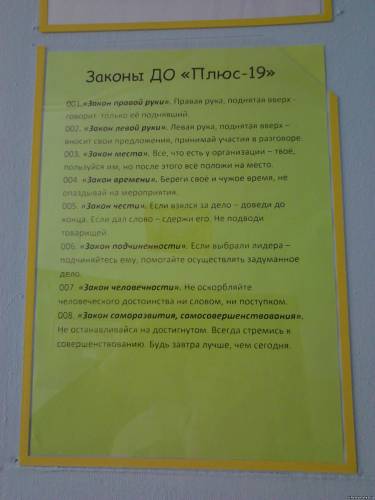 Законы ДО «Плюс-19»
001.«Закон правой руки». Правая рука, поднятая вверх -
говорит только её поднявший.
002. «Закон левой руки». Левая рука, поднятая вверх –
вноси свои предложения, принимай участия в разговоре.
003. «Закон места». Все, что есть у организации – твоё,
пользуйся им, но после этого всё положи на место.
004. «Закон времени». Береги свое и чужое время, не
опаздывай на мероприятия.
005. «Закон чести». Если взялся за дело – доведи до
конца. Если дал слово – сдержи его. Не подводи
товарищей.
006. «Закон подчиненности». Если выбрали лидера –
подчиняйтесь ему, помогайте осуществлять задуманное
дело.
007. «Закон человечности». Не оскорбляйте
человеческого достоинства ни словом, ни поступком.
008. «Закон саморазвития, самосовершенствования».
Не останавливайся на достигнутом. Всегда стремись к
совершенствованию. Будь завтра лучше, чем сегодня.